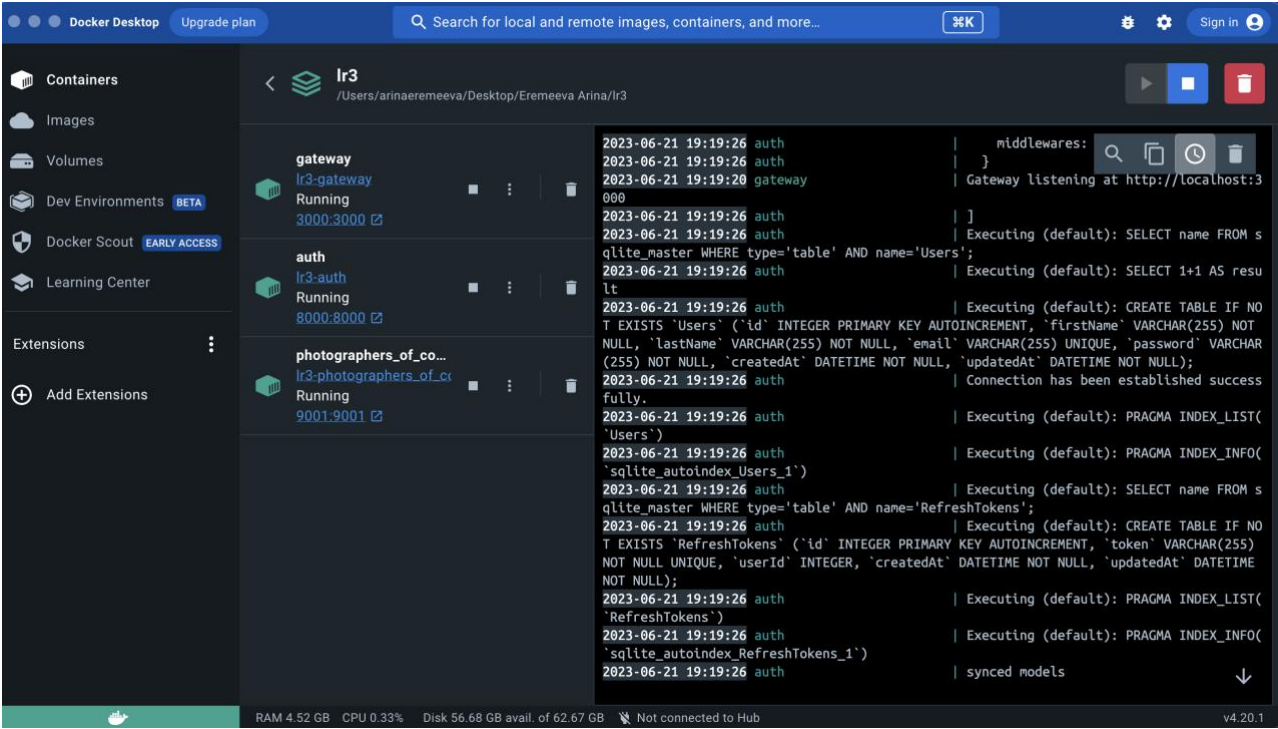 Docker Desktop
Upgrade plan
Search for local and remote images, containers, and more...
⌘K
Sign in
Containers
Images
Volumes
Dev Environments BETA
Docker Scout EARLY ACCESS
Learning Center
Extensions
Add Extensions
lr3
/Users/arinaeremeeva/Desktop/Eremeeva Arina/lr3
gateway
lr3-gateway
Running
3000:3000
auth
lr3-auth
Running
8000:8000
photographers_of_co...
lr3-photographers_of_co
Running
9001:9001
2023-06-21 19:19:26 auth | middlewares:
2023-06-21 19:19:26 auth | }
2023-06-21 19:19:20 gateway | Gateway listening at http://localhost:3
000
2023-06-21 19:19:26 auth | ]
2023-06-21 19:19:26 auth | Executing (default): SELECT name FROM s
qlite_master WHERE type='table' AND name='Users';
2023-06-21 19:19:26 auth | Executing (default): SELECT 1+1 AS resu
lt
2023-06-21 19:19:26 auth | Executing (default): CREATE TABLE IF NO
T EXISTS `Users` (`id` INTEGER PRIMARY KEY AUTOINCREMENT, `firstName` VARCHAR(255) NOT
NULL, `lastName` VARCHAR(255) NOT NULL, `email` VARCHAR(255) UNIQUE, `password` VARCHAR
(255) NOT NULL, `createdAt` DATETIME NOT NULL, `updatedAt` DATETIME NOT NULL);
2023-06-21 19:19:26 auth | Connection has been established success
fully.
2023-06-21 19:19:26 auth | Executing (default): PRAGMA INDEX_LIST(
`Users`)
2023-06-21 19:19:26 auth | Executing (default): PRAGMA INDEX_INFO(
`sqlite_autoindex_Users_1`)
2023-06-21 19:19:26 auth | Executing (default): SELECT name FROM s
qlite_master WHERE type='table' AND name='RefreshTokens';
2023-06-21 19:19:26 auth | Executing (default): CREATE TABLE IF NO
T EXISTS `RefreshTokens` (`id` INTEGER PRIMARY KEY AUTOINCREMENT, `token` VARCHAR(255)
NOT NULL UNIQUE, `userId` INTEGER, `createdAt` DATETIME NOT NULL, `updatedAt` DATETIME
NOT NULL);
2023-06-21 19:19:26 auth | Executing (default): PRAGMA INDEX_LIST(
`RefreshTokens`)
2023-06-21 19:19:26 auth | Executing (default): PRAGMA INDEX_INFO(
`sqlite_autoindex_RefreshTokens_1`)
2023-06-21 19:19:26 auth | synced models
RAM 4.52 GB CPU 0.33% Disk 56.68 GB avail. of 62.67 GB Not connected to Hub
v4.20.1